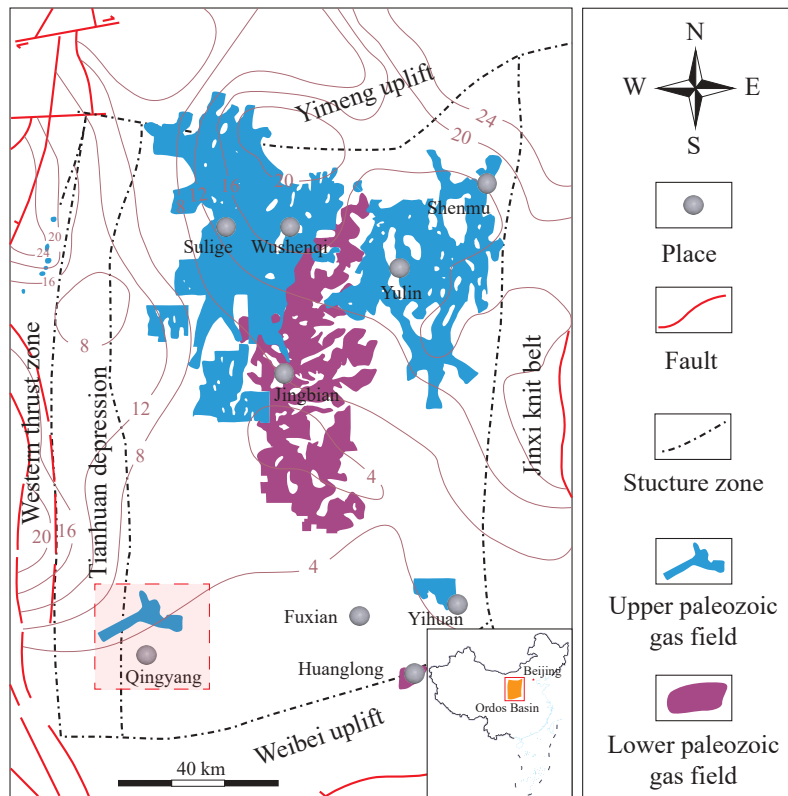 Yimeng uplift
24
20
20
16
12
8
Shenmu
Sulige
Wushenqi
Yulin
20
24
16
8
Western thrust zone
Tianhuan depression
Jinxi knit belt
Jingbian
12
8
4
20
16
4
Fuxian
Yihuan
Qingyang
Huanglong
Weibei uplift
40 km
Beijing
Ordos Basin
N
W
E
S
Place
Fault
Stucture zone
Upper paleozoic
gas field
Lower paleozoic
gas field